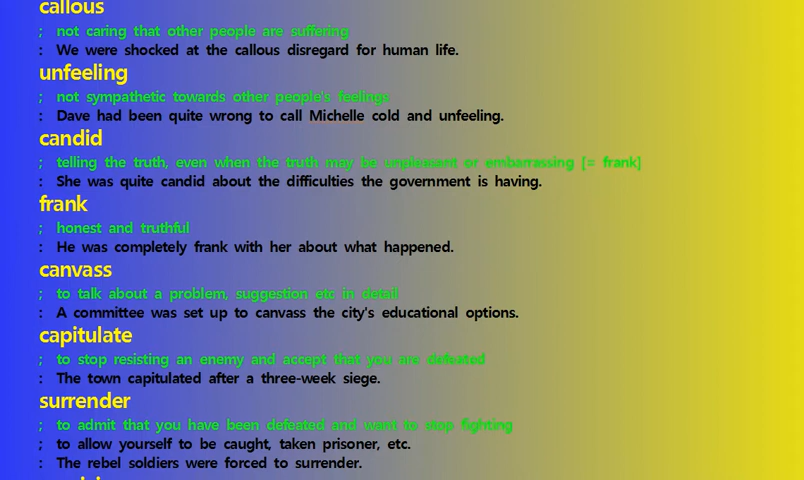 callous
; not caring that other people are suffering
: We were shocked at the callous disregard for human life.
unfeeling
; not sympathetic towards other people's feelings
: Dave had been quite wrong to call Michelle cold and unfeeling.
candid
; telling the truth, even when the truth may be unpleasant or embarrassing [= frank]
: She was quite candid about the difficulties the government is having.
frank
; honest and truthful
: He was completely frank with her about what happened.
canvass
; to talk about a problem, suggestion etc in detail
: A committee was set up to canvass the city's educational options.
capitulate
; to stop resisting an enemy and accept that you are defeated
: The town capitulated after a three-week siege.
surrender
; to admit that you have been defeated and want to stop fighting
; to allow yourself to be caught, taken prisoner, etc.
: The rebel soldiers were forced to surrender.